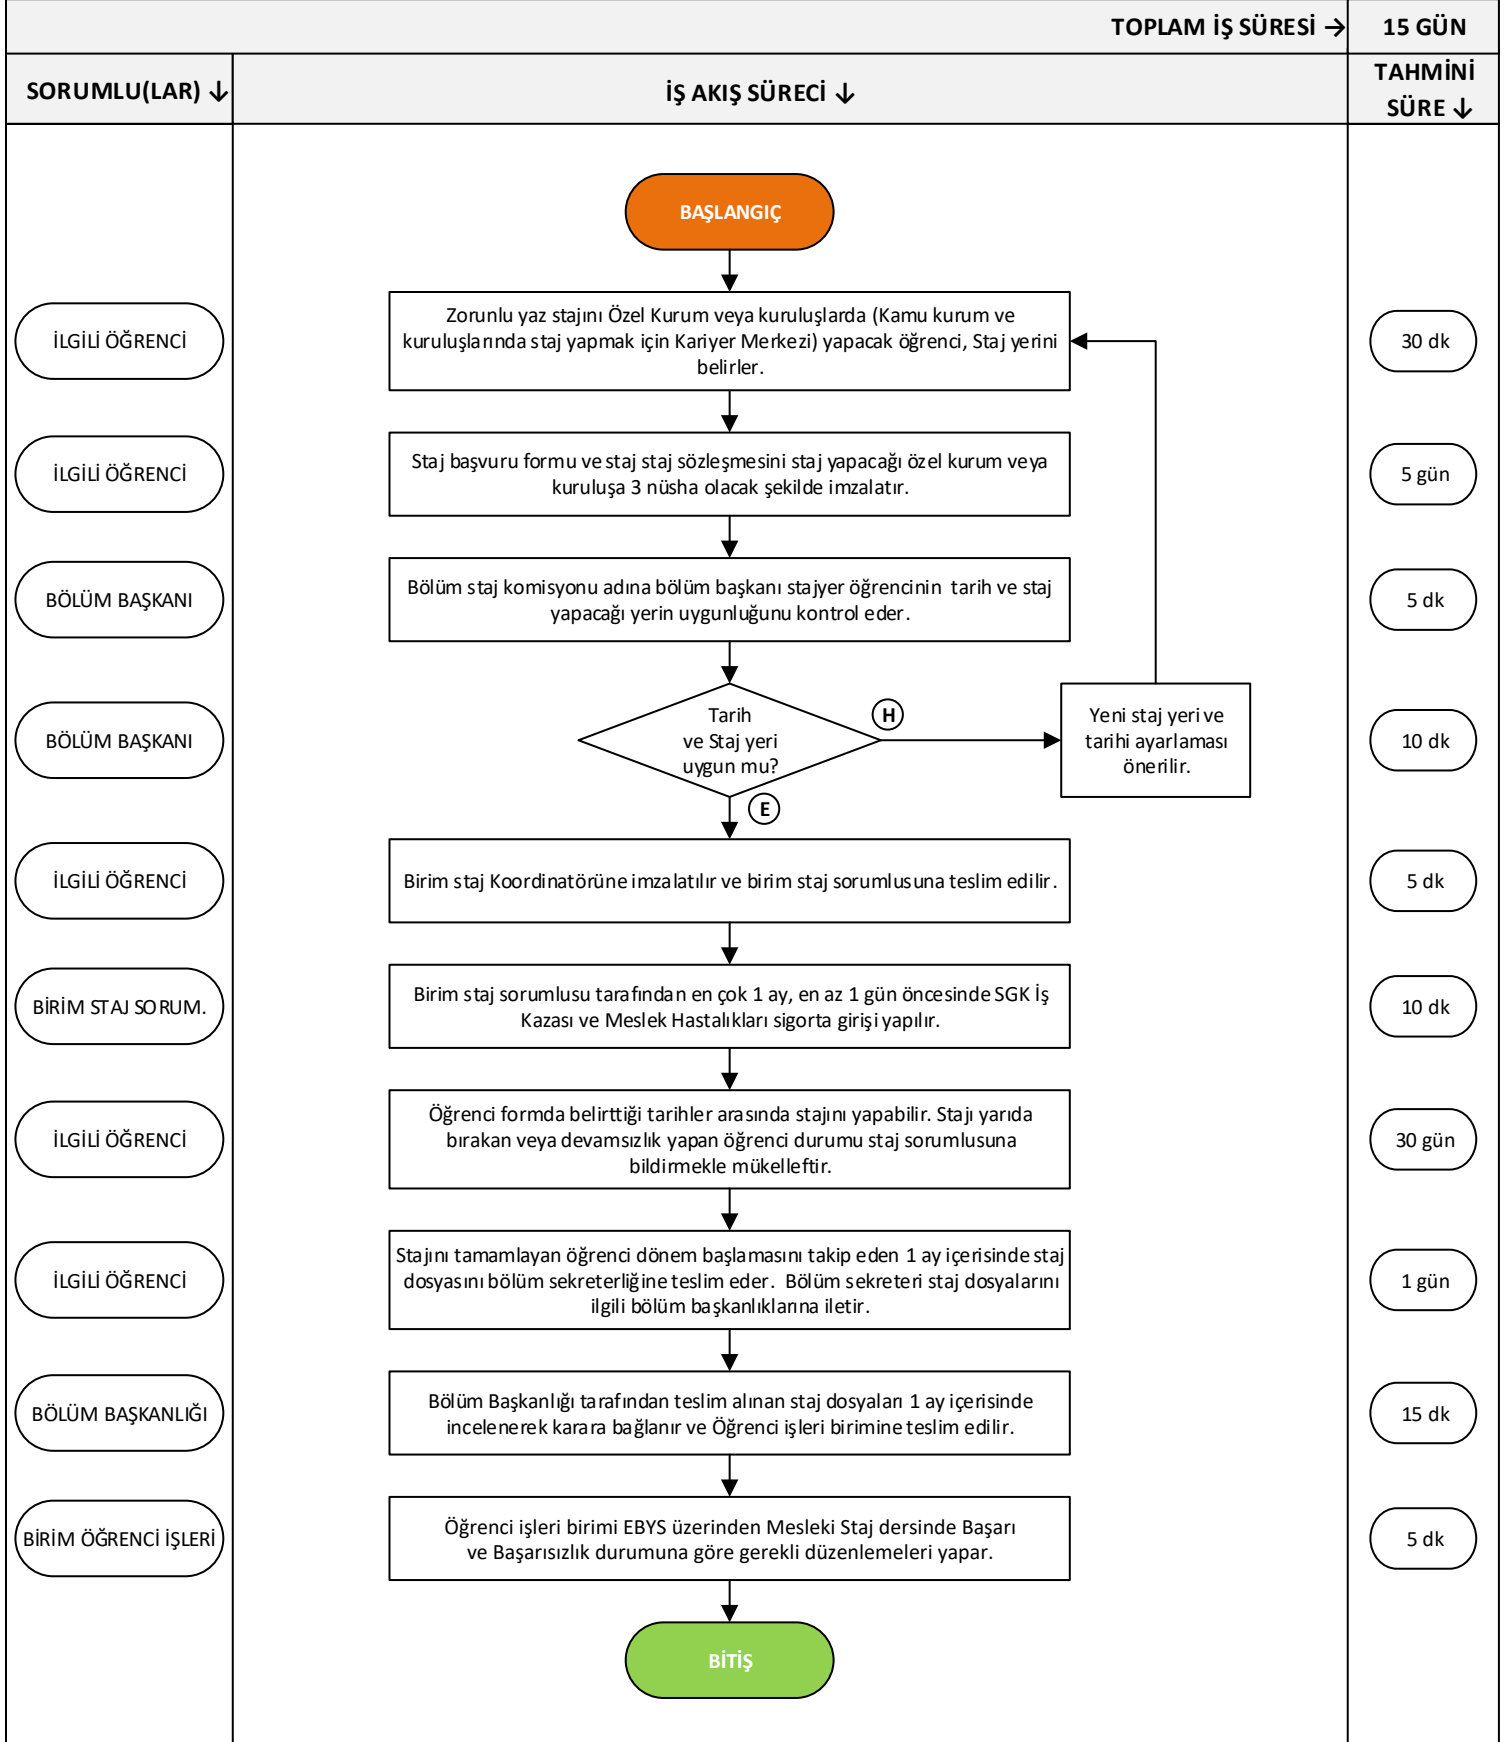 TOPLAM İŞ SÜRESİ → 15 GÜN
SORUMLU(LAR) ↓
İŞ AKIŞ SÜRECİ ↓
TAHMİNİ
SÜRE ↓
BAŞLANGIÇ
İLGİLİ ÖĞRENCİ
Zorunlu yaz stajını Özel Kurum veya kuruluşlarda (Kamu kurum ve
kuruluşlarında staj yapmak için Kariyer Merkezi) yapacak öğrenci, Staj yerini
belirler.
30 dk
İLGİLİ ÖĞRENCİ
Staj başvuru formu ve staj staj sözleşmesini staj yapacağı özel kurum veya
kuruluşa 3 nüsha olacak şekilde imzalatır.
5 gün
BÖLÜM BAŞKANI
Bölüm staj komisyonu adına bölüm başkanı stajyer öğrencinin tarih ve staj
yapacağı yerin uygunluğunu kontrol eder.
5 dk
BÖLÜM BAŞKANI
Tarih
ve Staj yeri
uygun mu?
H
Yeni staj yeri ve
tarihi ayarlaması
önerilir.
10 dk
E
İLGİLİ ÖĞRENCİ
Birim staj Koordinatörüne imzalatılır ve birim staj sorumlusuna teslim edilir.
5 dk
BİRİM STAJ SORUM.
Birim staj sorumlusu tarafından en çok 1 ay, en az 1 gün öncesinde SGK İş
Kazası ve Meslek Hastalıkları sigorta girişi yapılır.
10 dk
İLGİLİ ÖĞRENCİ
Öğrenci formda belirttiği tarihler arasında stajını yapabilir. Stajı yarıda
bırakan veya devamsızlık yapan öğrenci durumu staj sorumlusuna
bildirmekle mükelleftir.
30 gün
İLGİLİ ÖĞRENCİ
Stajını tamamlayan öğrenci dönem başlamasını takip eden 1 ay içerisinde staj
dosyasını bölüm sekreterliğine teslim eder. Bölüm sekreteri staj dosyalarını
ilgili bölüm başkanlıklarına iletir.
1 gün
BÖLÜM BAŞKANLIĞI
Bölüm Başkanlığı tarafından teslim alınan staj dosyaları 1 ay içerisinde
incelenerek karara bağlanır ve Öğrenci işleri birimine teslim edilir.
15 dk
BİRİM ÖĞRENCİ İŞLERİ
Öğrenci işleri birimi EBYS üzerinden Mesleki Staj dersinde Başarı
ve Başarısızlık durumuna göre gerekli düzenlemeleri yapar.
5 dk
BİTİŞ